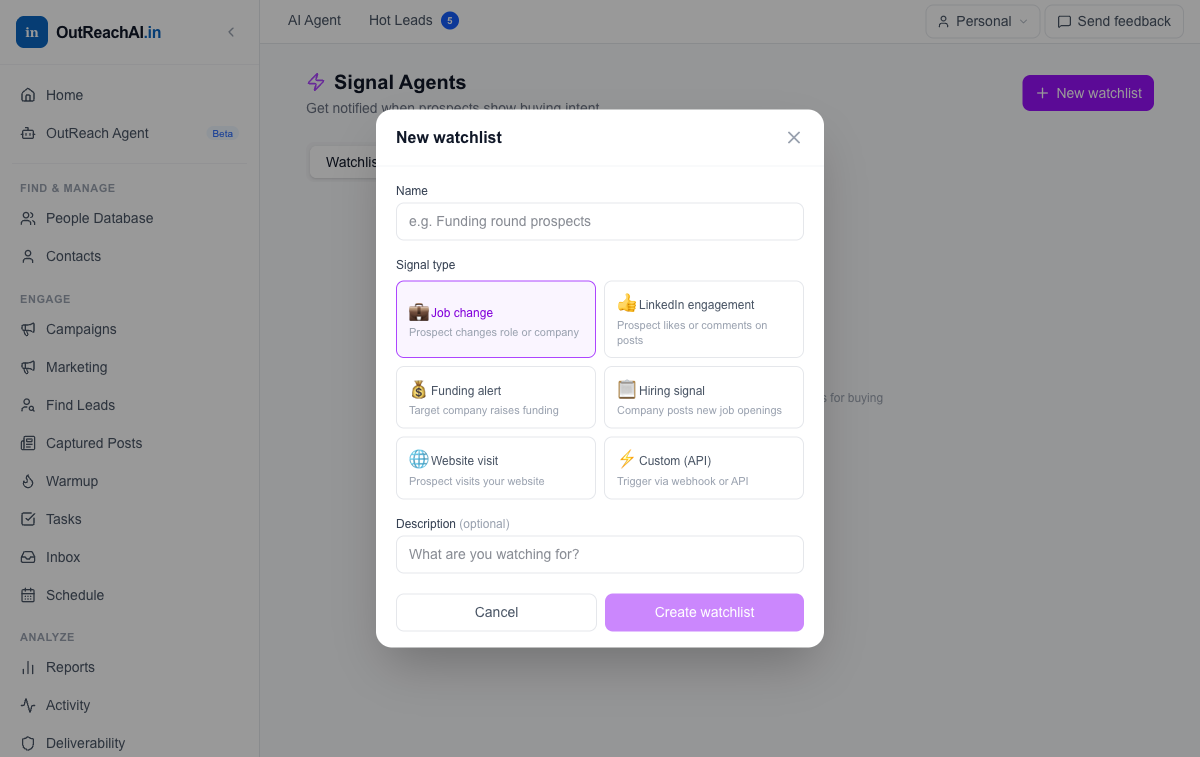 in OutReachAI.in
AI Agent
Hot Leads 5
Personal
Send feedback
Home
OutReach Agent Beta
FIND & MANAGE
People Database
Contacts
ENGAGE
Campaigns
Marketing
Find Leads
Captured Posts
Warmup
Tasks
Inbox
Schedule
ANALYZE
Reports
Activity
Deliverability
Signal Agents
Get notified when prospects show buying intent
New watchlist
Watchlis
s for buying
New watchlist
Name
e.g. Funding round prospects
Signal type
Job change
Prospect changes role or company
LinkedIn engagement
Prospect likes or comments on
posts
Funding alert
Target company raises funding
Hiring signal
Company posts new job openings
Website visit
Prospect visits your website
Custom (API)
Trigger via webhook or API
Description (optional)
What are you watching for?
Cancel
Create watchlist